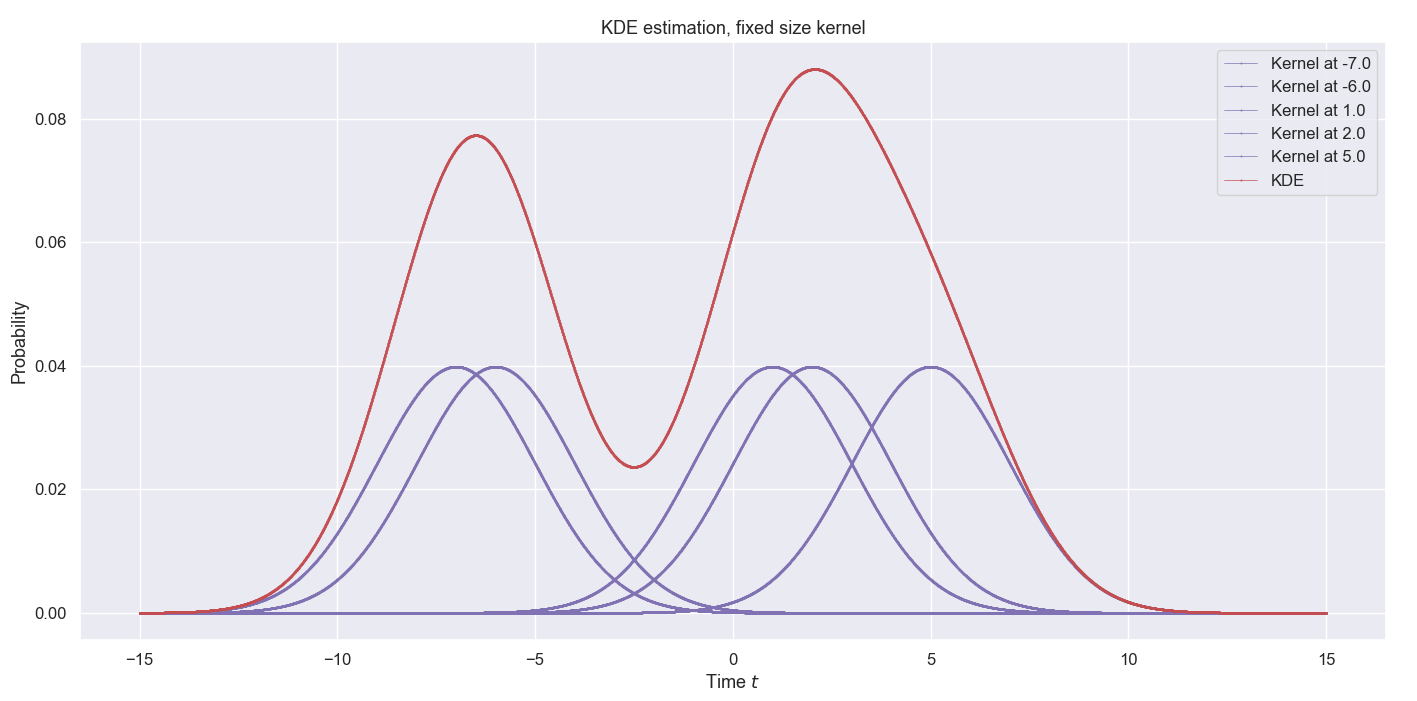 KDE estimation, fixed size kernel
Kernel at -7.0
Kernel at -6.0
Kernel at 1.0
Kernel at 2.0
Kernel at 5.0
KDE
Probability
0.08
0.06
0.04
0.02
0.00
−15 −10 −5 0 5 10 15
Time t